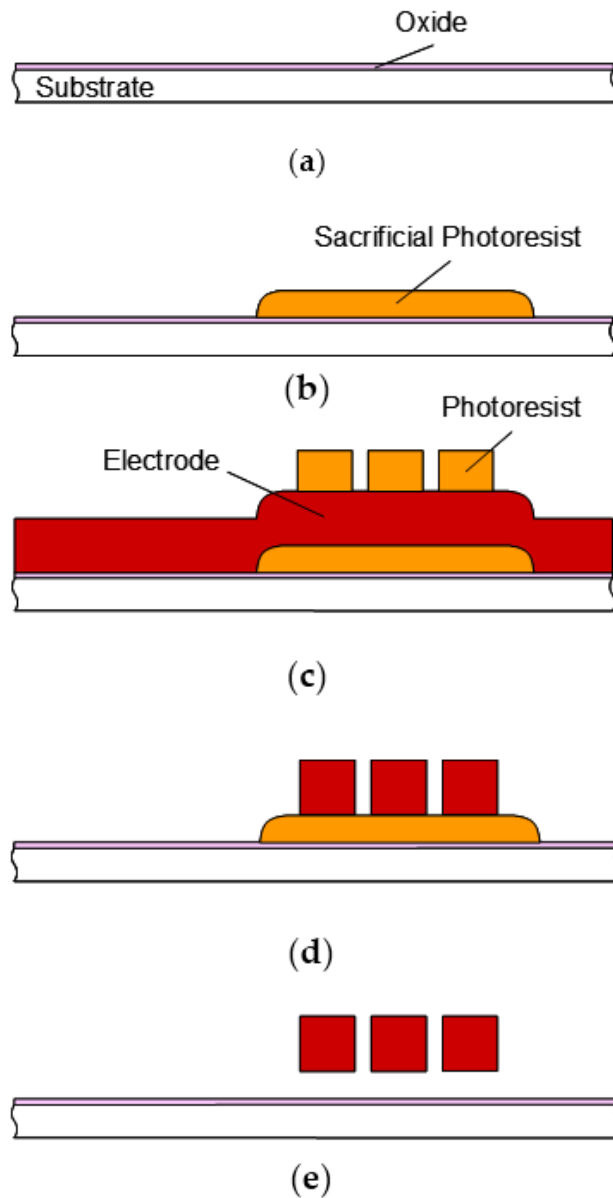 Oxide
Substrate
(a)
Sacrificial Photoresist
(b)
Photoresist
Electrode
(c)
(d)
(e)